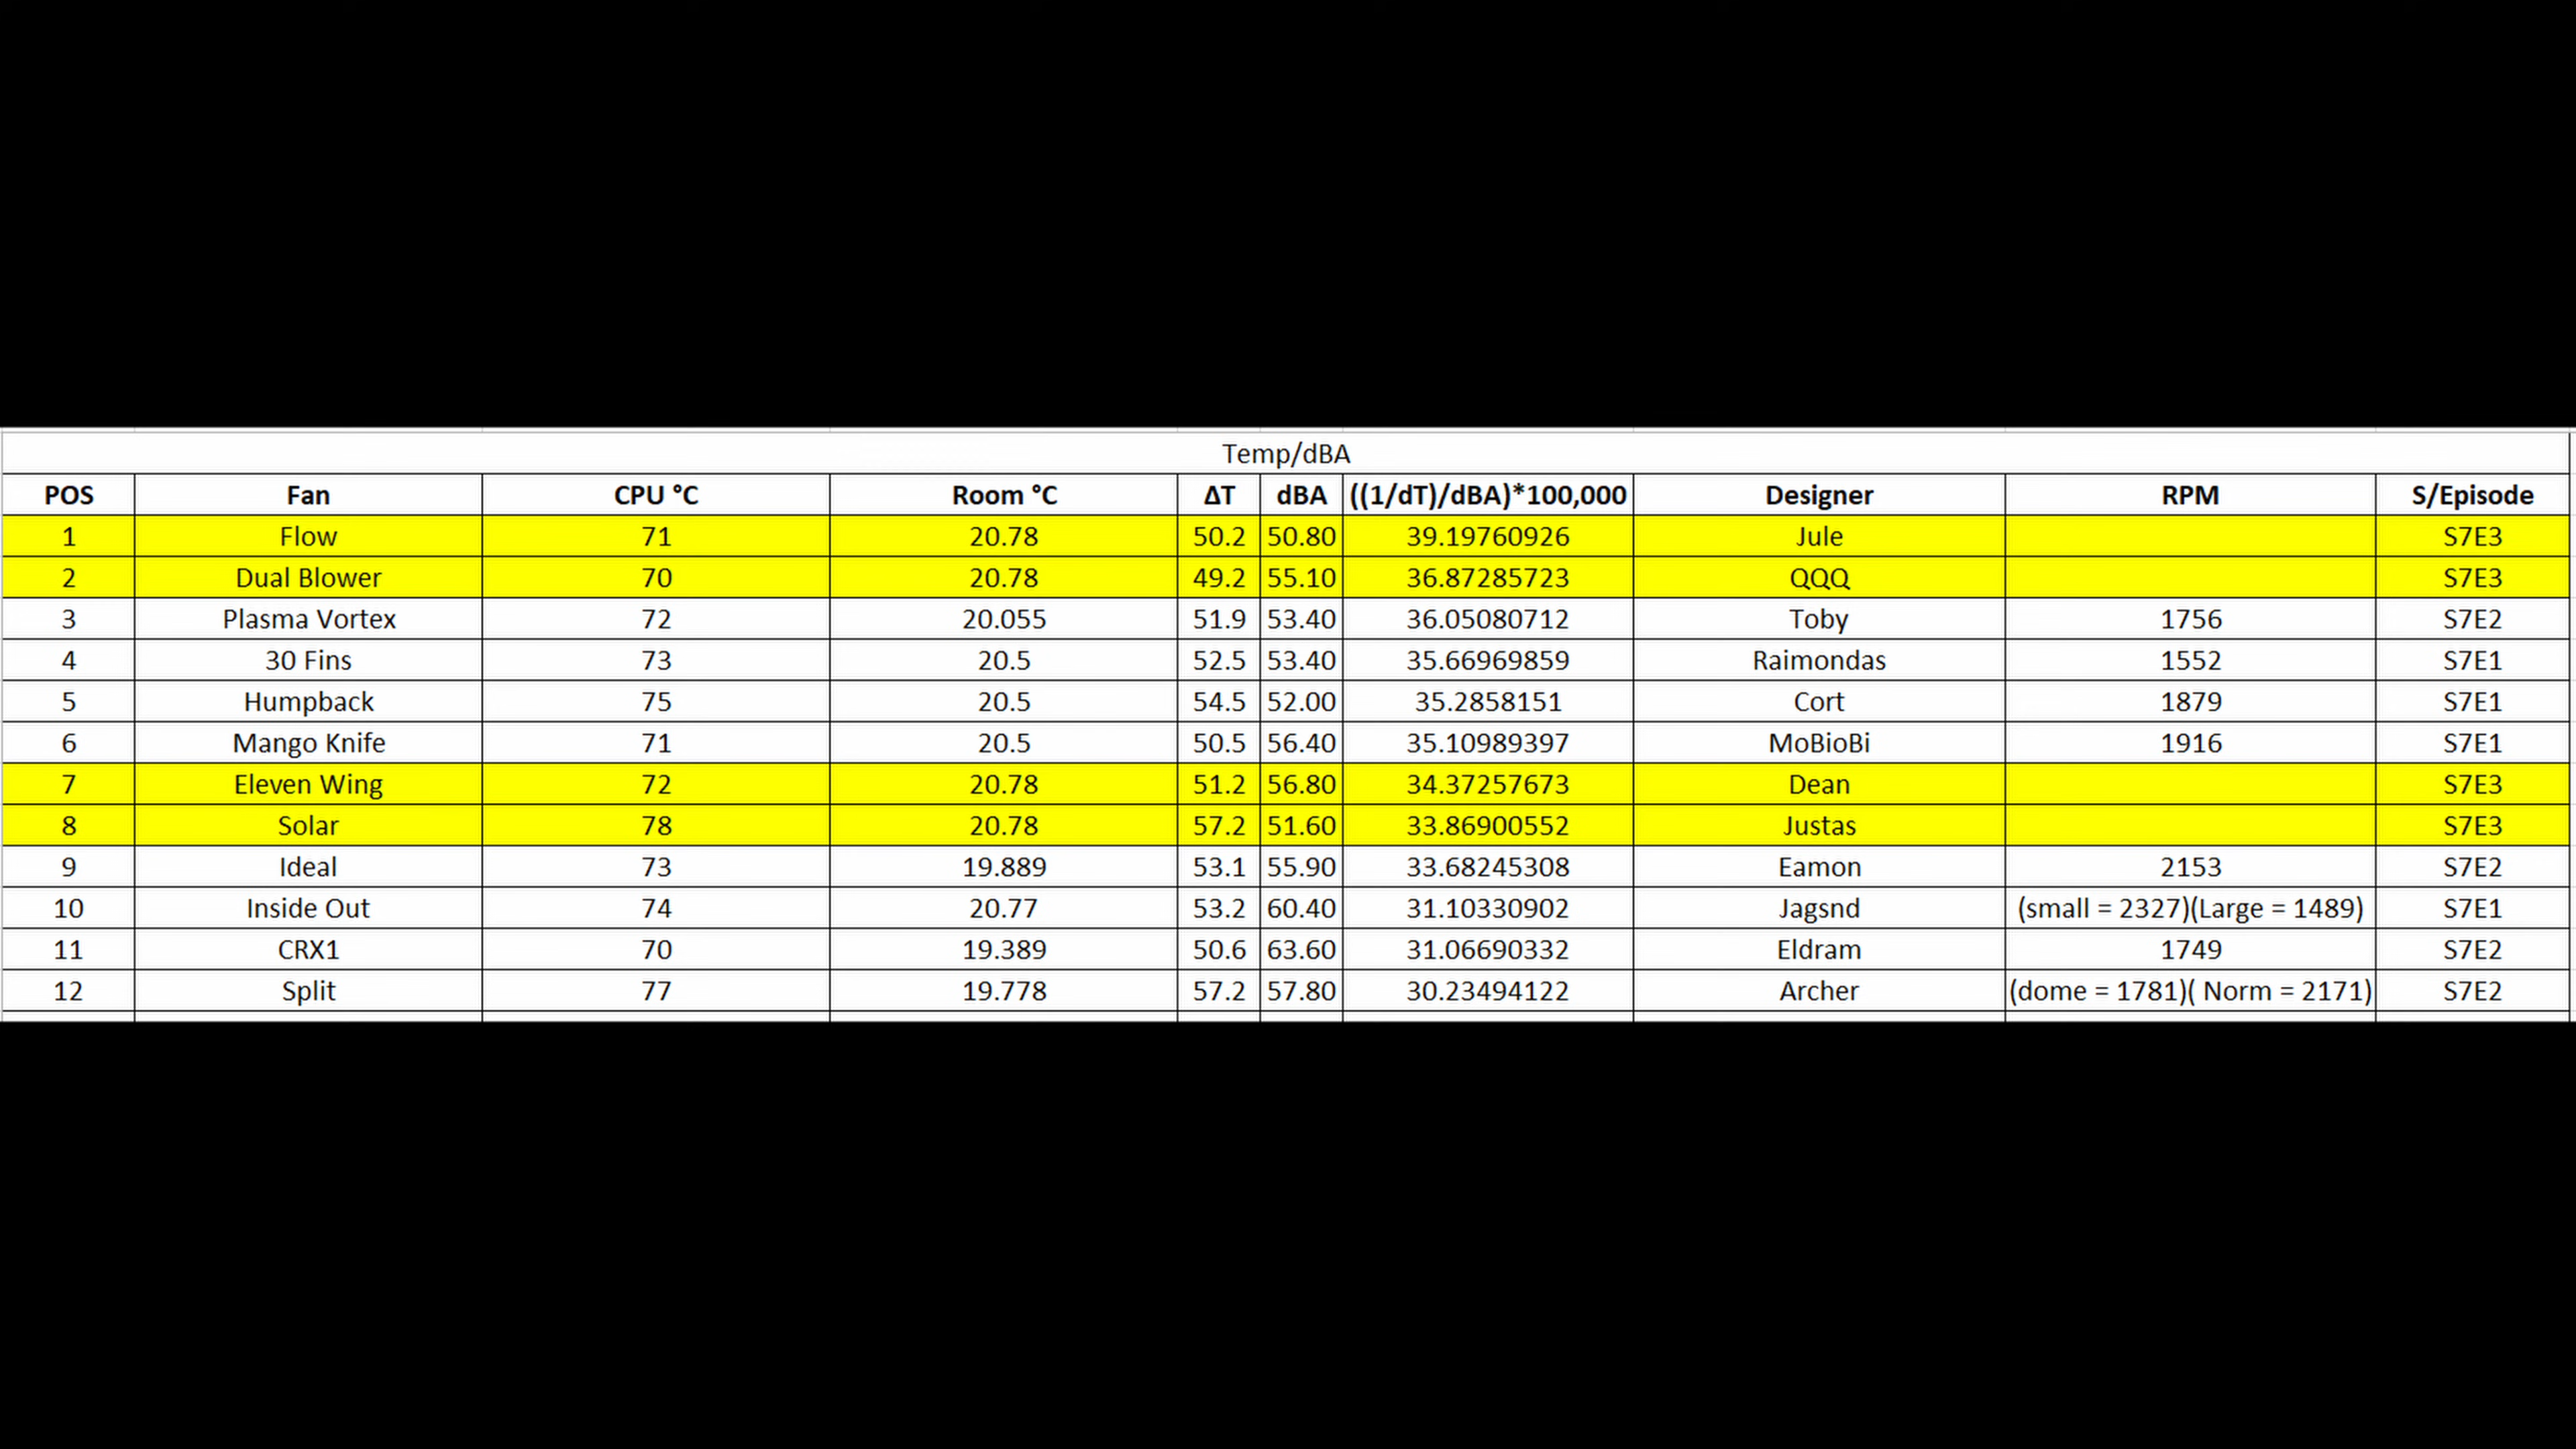 Temp/dBA
POS Fan CPU °C Room °C ΔT dBA ((1/dT)/dBA)*100,000 Designer RPM S/Episode
1 Flow 71 20.78 50.2 50.80 39.19760926 Jule S7E3
2 Dual Blower 70 20.78 49.2 55.10 36.87285723 QQQ S7E3
3 Plasma Vortex 72 20.055 51.9 53.40 36.05080712 Toby 1756 S7E2
4 30 Fins 73 20.5 52.5 53.40 35.66969859 Raimondas 1552 S7E1
5 Humpback 75 20.5 54.5 52.00 35.2858151 Cort 1879 S7E1
6 Mango Knife 71 20.5 50.5 56.40 35.10989397 MoBioBi 1916 S7E1
7 Eleven Wing 72 20.78 51.2 56.80 34.37257673 Dean S7E3
8 Solar 78 20.78 57.2 51.60 33.86900552 Justas S7E3
9 Ideal 73 19.889 53.1 55.90 33.68245308 Eamon 2153 S7E2
10 Inside Out 74 20.77 53.2 60.40 31.10330902 Jagsnd (small = 2327)(Large = 1489) S7E1
11 CRX1 70 19.389 50.6 63.60 31.06690332 Eldram 1749 S7E2
12 Split 77 19.778 57.2 57.80 30.23494122 Archer (dome = 1781)( Norm = 2171) S7E2